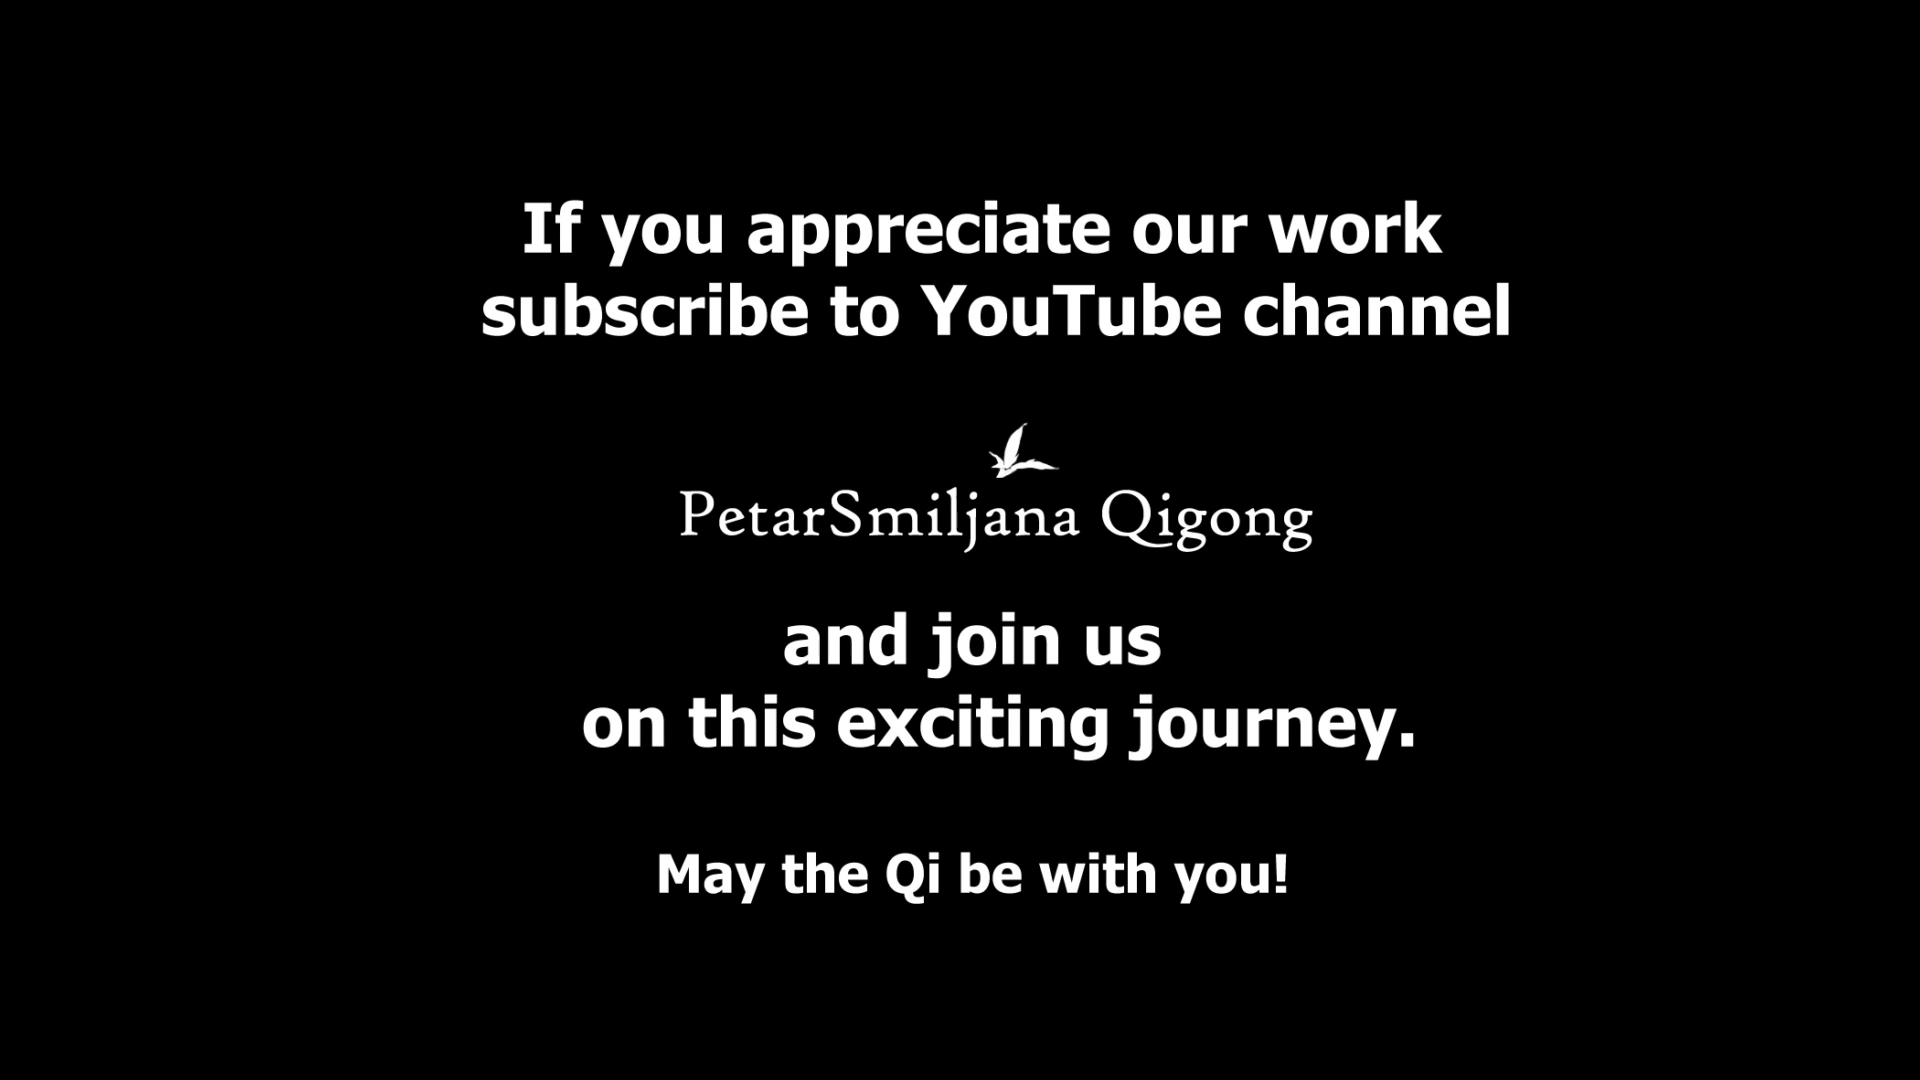 If you appreciate our work
subscribe to YouTube channel
PetarSmiljana Qigong
and join us
on this exciting journey.
May the Qi be with you!